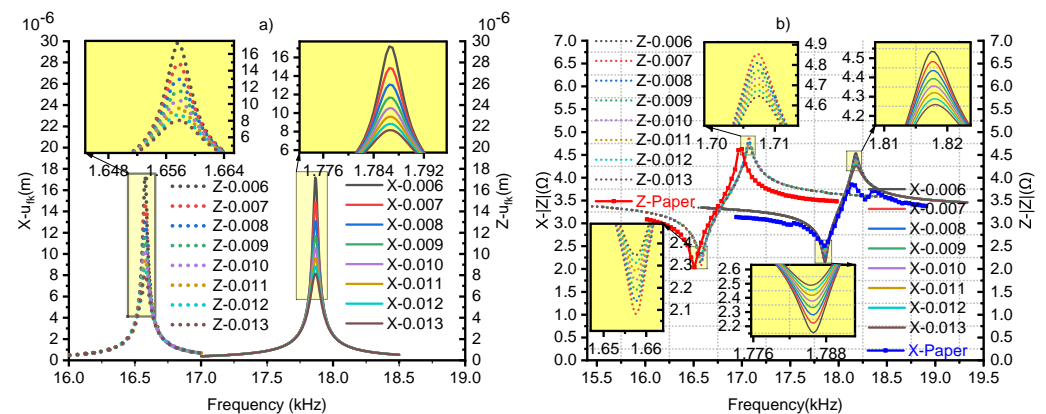 10⁻⁶ a) 10⁻⁶ b)
30
28
26
24
22
20
18
16
14
12
10
8
6
4
2
0
X-u_fk(m)
16
14
12
10
8
6
1.648 1.656 1.664
16
14
12
10
8
6
1.776 1.784 1.792
Z-0.006
Z-0.007
Z-0.008
Z-0.009
Z-0.010
Z-0.011
Z-0.012
Z-0.013
X-0.006
X-0.007
X-0.008
X-0.009
X-0.010
X-0.011
X-0.012
X-0.013
30
28
26
24
22
20
18
16
14
12
10
8
6
4
2
0
Z-u_fk(m)
16.0 16.5 17.0 17.5 18.0 18.5 19.0
Frequency (kHz)
7.0
6.5
6.0
5.5
5.0
4.5
4.0
3.5
3.0
2.5
2.0
1.5
1.0
0.5
0.0
X-|Z|(Ω)
Z-0.006
Z-0.007
Z-0.008
Z-0.009
Z-0.010
Z-0.011
Z-0.012
Z-0.013
Z-Paper
4.9
4.8
4.7
4.6
1.70 1.71
4.5
4.4
4.3
4.2
1.81 1.82
2.4
2.3
2.2
2.1
1.65 1.66
2.6
2.5
2.4
2.3
2.2
1.776 1.788
X-0.006
X-0.007
X-0.008
X-0.009
X-0.010
X-0.011
X-0.012
X-0.013
X-Paper
7.0
6.5
6.0
5.5
5.0
4.5
4.0
3.5
3.0
2.5
2.0
1.5
1.0
0.5
0.0
Z-|Z|(Ω)
15.5 16.0 16.5 17.0 17.5 18.0 18.5 19.0 19.5
Frequency(kHz)